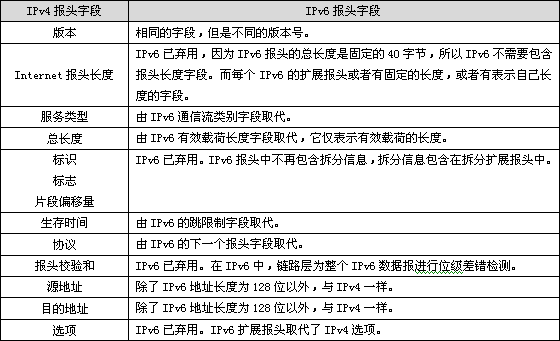 IPv4 报头字段 IPv6 报头字段
版本 相同的字段，但是不同的版本号。
Internet 报头长度 IPv6 已弃用，因为 IPv6 报头的总长度是固定的 40 字节，所以 IPv6 不需要包含
报头长度字段。而每个 IPv6 的扩展报头或者有固定的长度，或者有表示自己长
度的字段。
服务类型 由 IPv6 通信流类别字段取代。
总长度 由 IPv6 有效载荷长度字段取代，它仅表示有效载荷的长度。
标识 IPv6 已弃用。IPv6 报头中不再包含拆分信息，拆分信息包含在拆分扩展报头中。
标志
片段偏移量
生存时间 由 IPv6 的跳限制字段取代。
协议 由 IPv6 的下一个报头字段取代。
报头校验和 IPv6 已弃用。在 IPv6 中，链路层为整个 IPv6 数据报进行位级差错检测。
源地址 除了 IPv6 地址长度为 128 位以外，与 IPv4 一样。
目的地址 除了 IPv6 地址长度为 128 位以外，与 IPv4 一样。
选项 IPv6 已弃用。IPv6 扩展报头取代了 IPv4 选项。